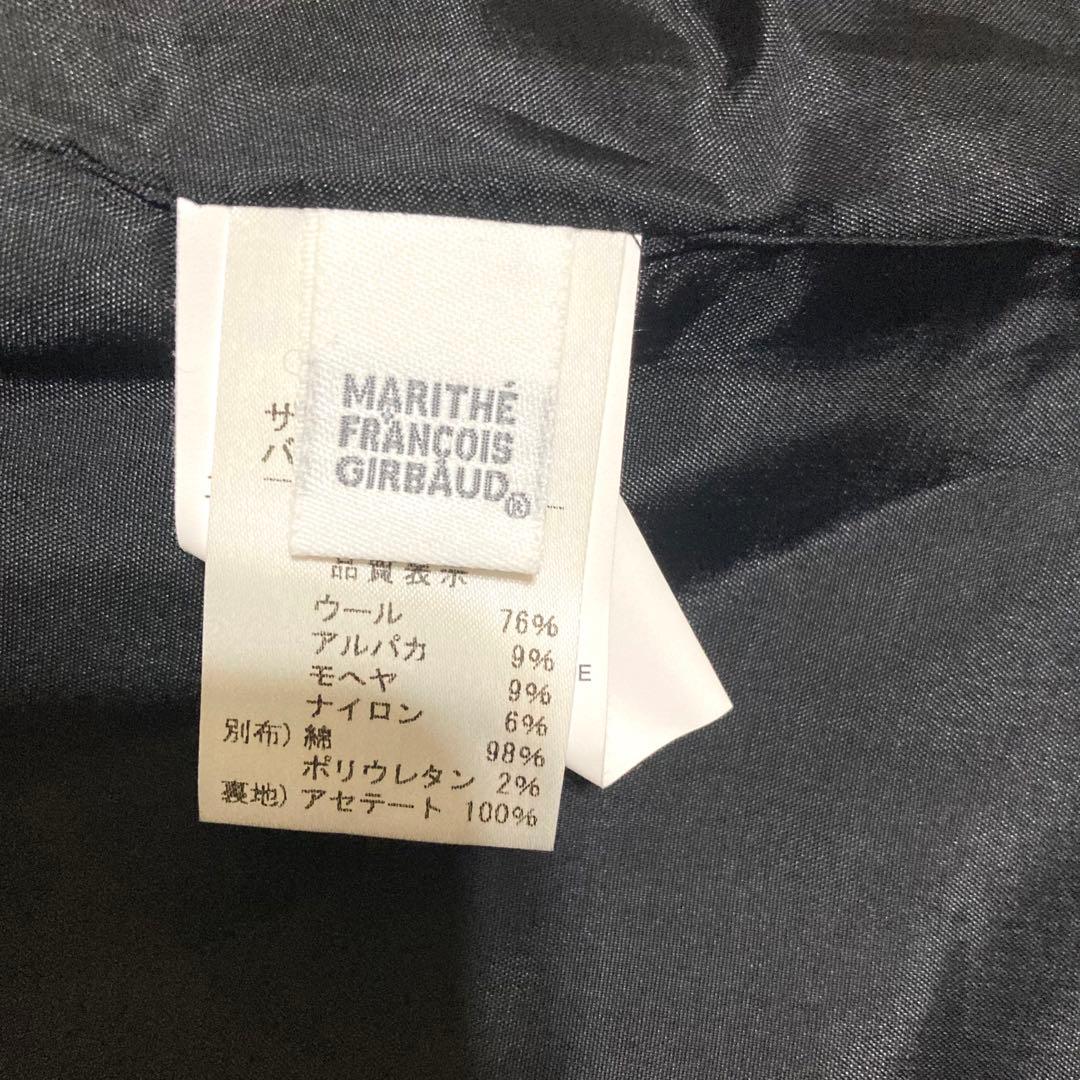 MARITHÉ
+
FRANÇOIS
GIRBAUD®
サ
バ
品質表示
ウール 76%
アルパカ 9%
モヘヤ 9%
ナイロン 6%
別布) 綿 98%
ポリウレタン 2%
裏地) アセテート 100%
E